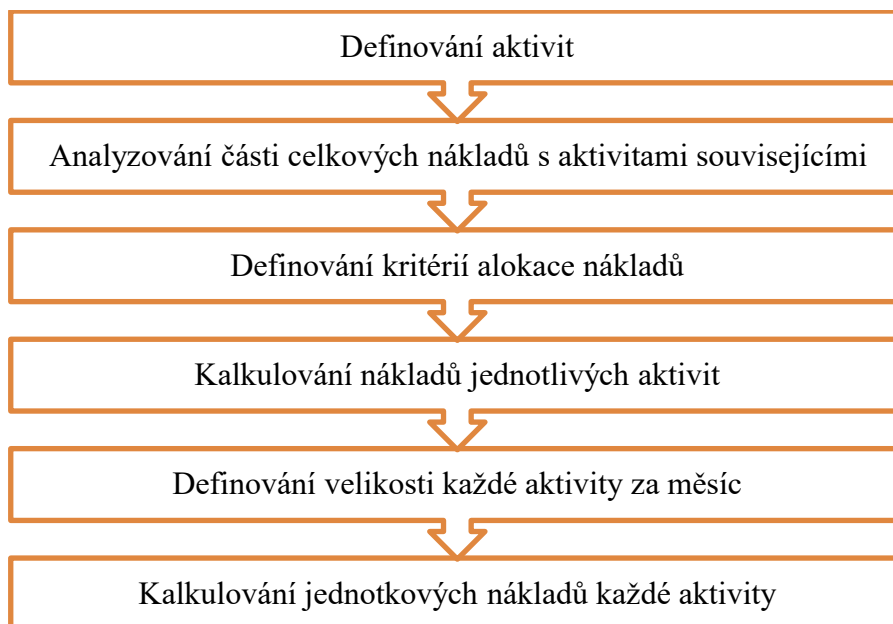 Definování aktivit
Analyzování části celkových nákladů s aktivitami souvisejícími
Definování kritérií alokace nákladů
Kalkulování nákladů jednotlivých aktivit
Definování velikosti každé aktivity za měsíc
Kalkulování jednotkových nákladů každé aktivity